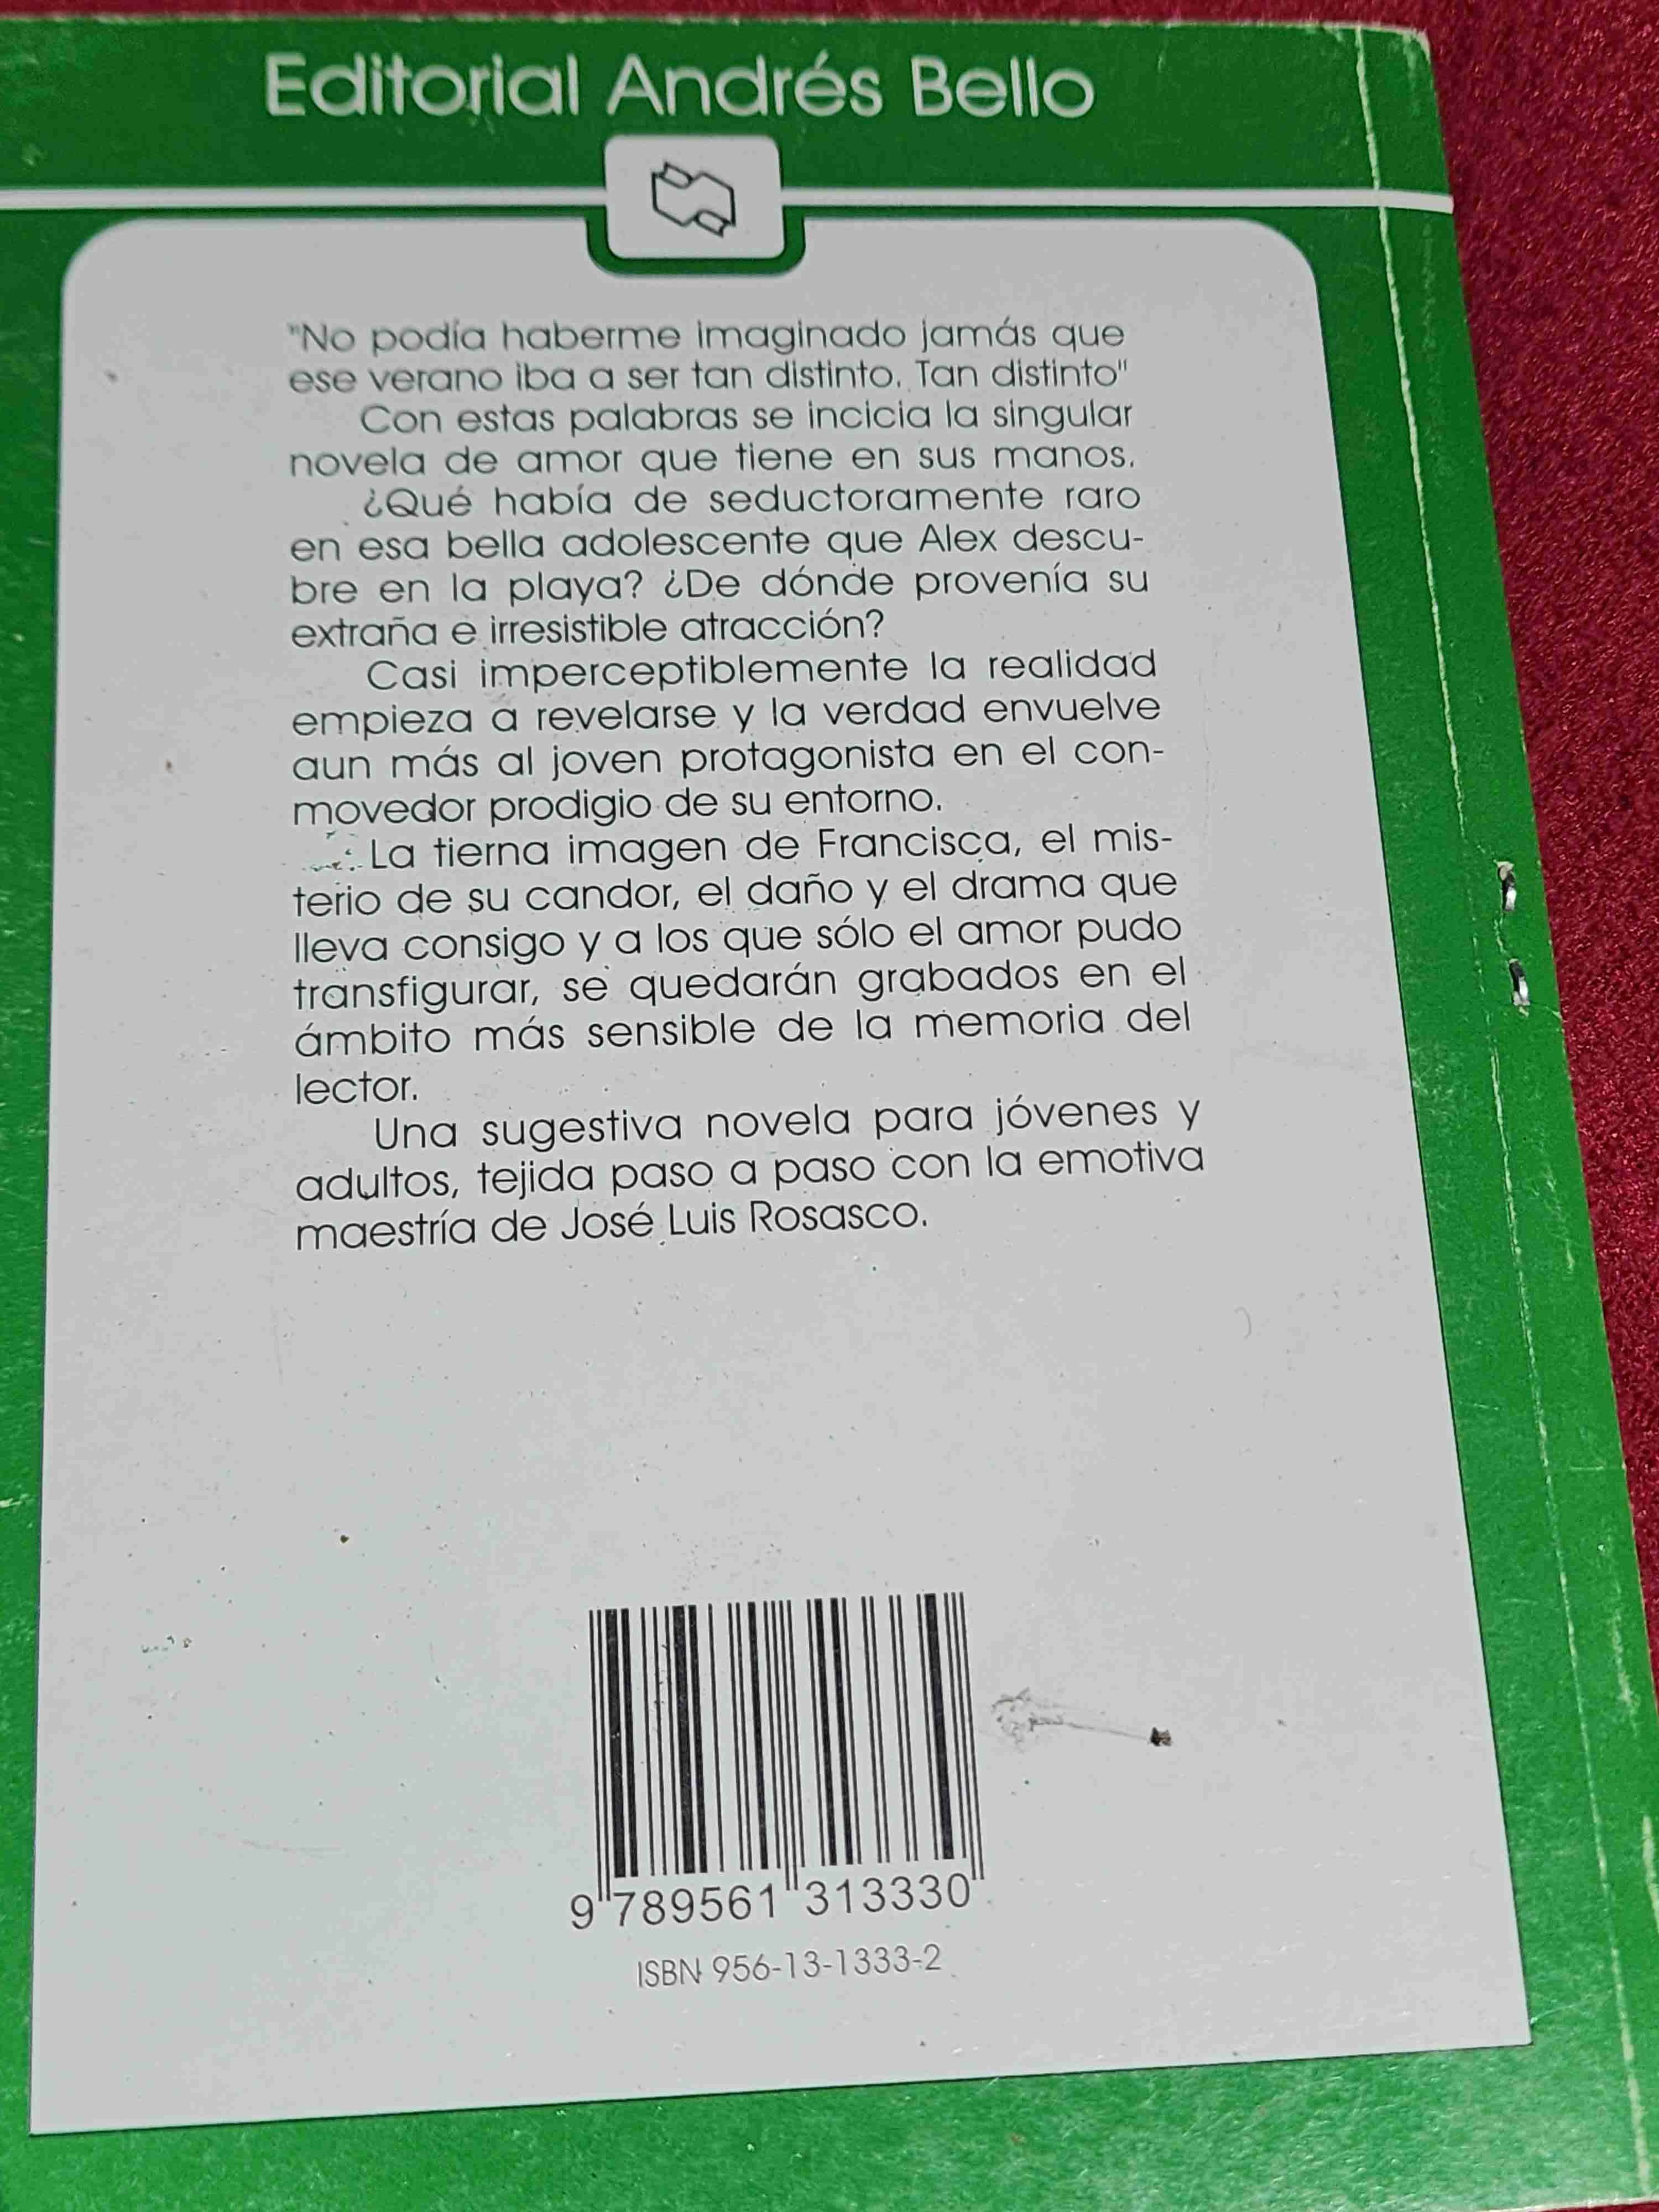 Editorial Andrés Bello
"No podía haberme imaginado jamás que
ese verano iba a ser tan distinto. Tan distinto"
Con estas palabras se incicia la singular
novela de amor que tiene en sus manos.
¿Qué había de seductoramente raro
en esa bella adolescente que Alex descu-
bre en la playa? ¿De dónde provenía su
extraña e irresistible atracción?
Casi imperceptiblemente la realidad
empieza a revelarse y la verdad envuelve
aun más al joven protagonista en el con-
movedor prodigio de su entorno.
La tierna imagen de Francisca, el mis-
terio de su candor, el daño y el drama que
lleva consigo y a los que sólo el amor pudo
transfigurar, se quedarán grabados en el
ámbito más sensible de la memoria del
lector.
Una sugestiva novela para jóvenes y
adultos, tejida paso a paso con la emotiva
maestría de José Luis Rosasco.
9 789561 313330
ISBN 956-13-1333-2